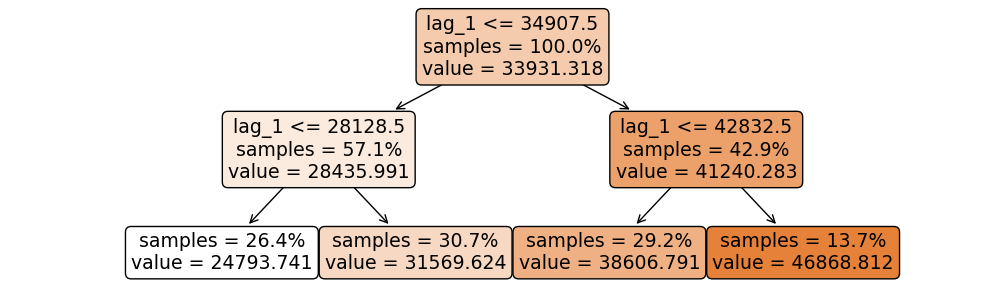 lag_1 <= 34907.5
samples = 100.0%
value = 33931.318
lag_1 <= 28128.5
samples = 57.1%
value = 28435.991
lag_1 <= 42832.5
samples = 42.9%
value = 41240.283
samples = 26.4%
value = 24793.741
samples = 30.7%
value = 31569.624
samples = 29.2%
value = 38606.791
samples = 13.7%
value = 46868.812